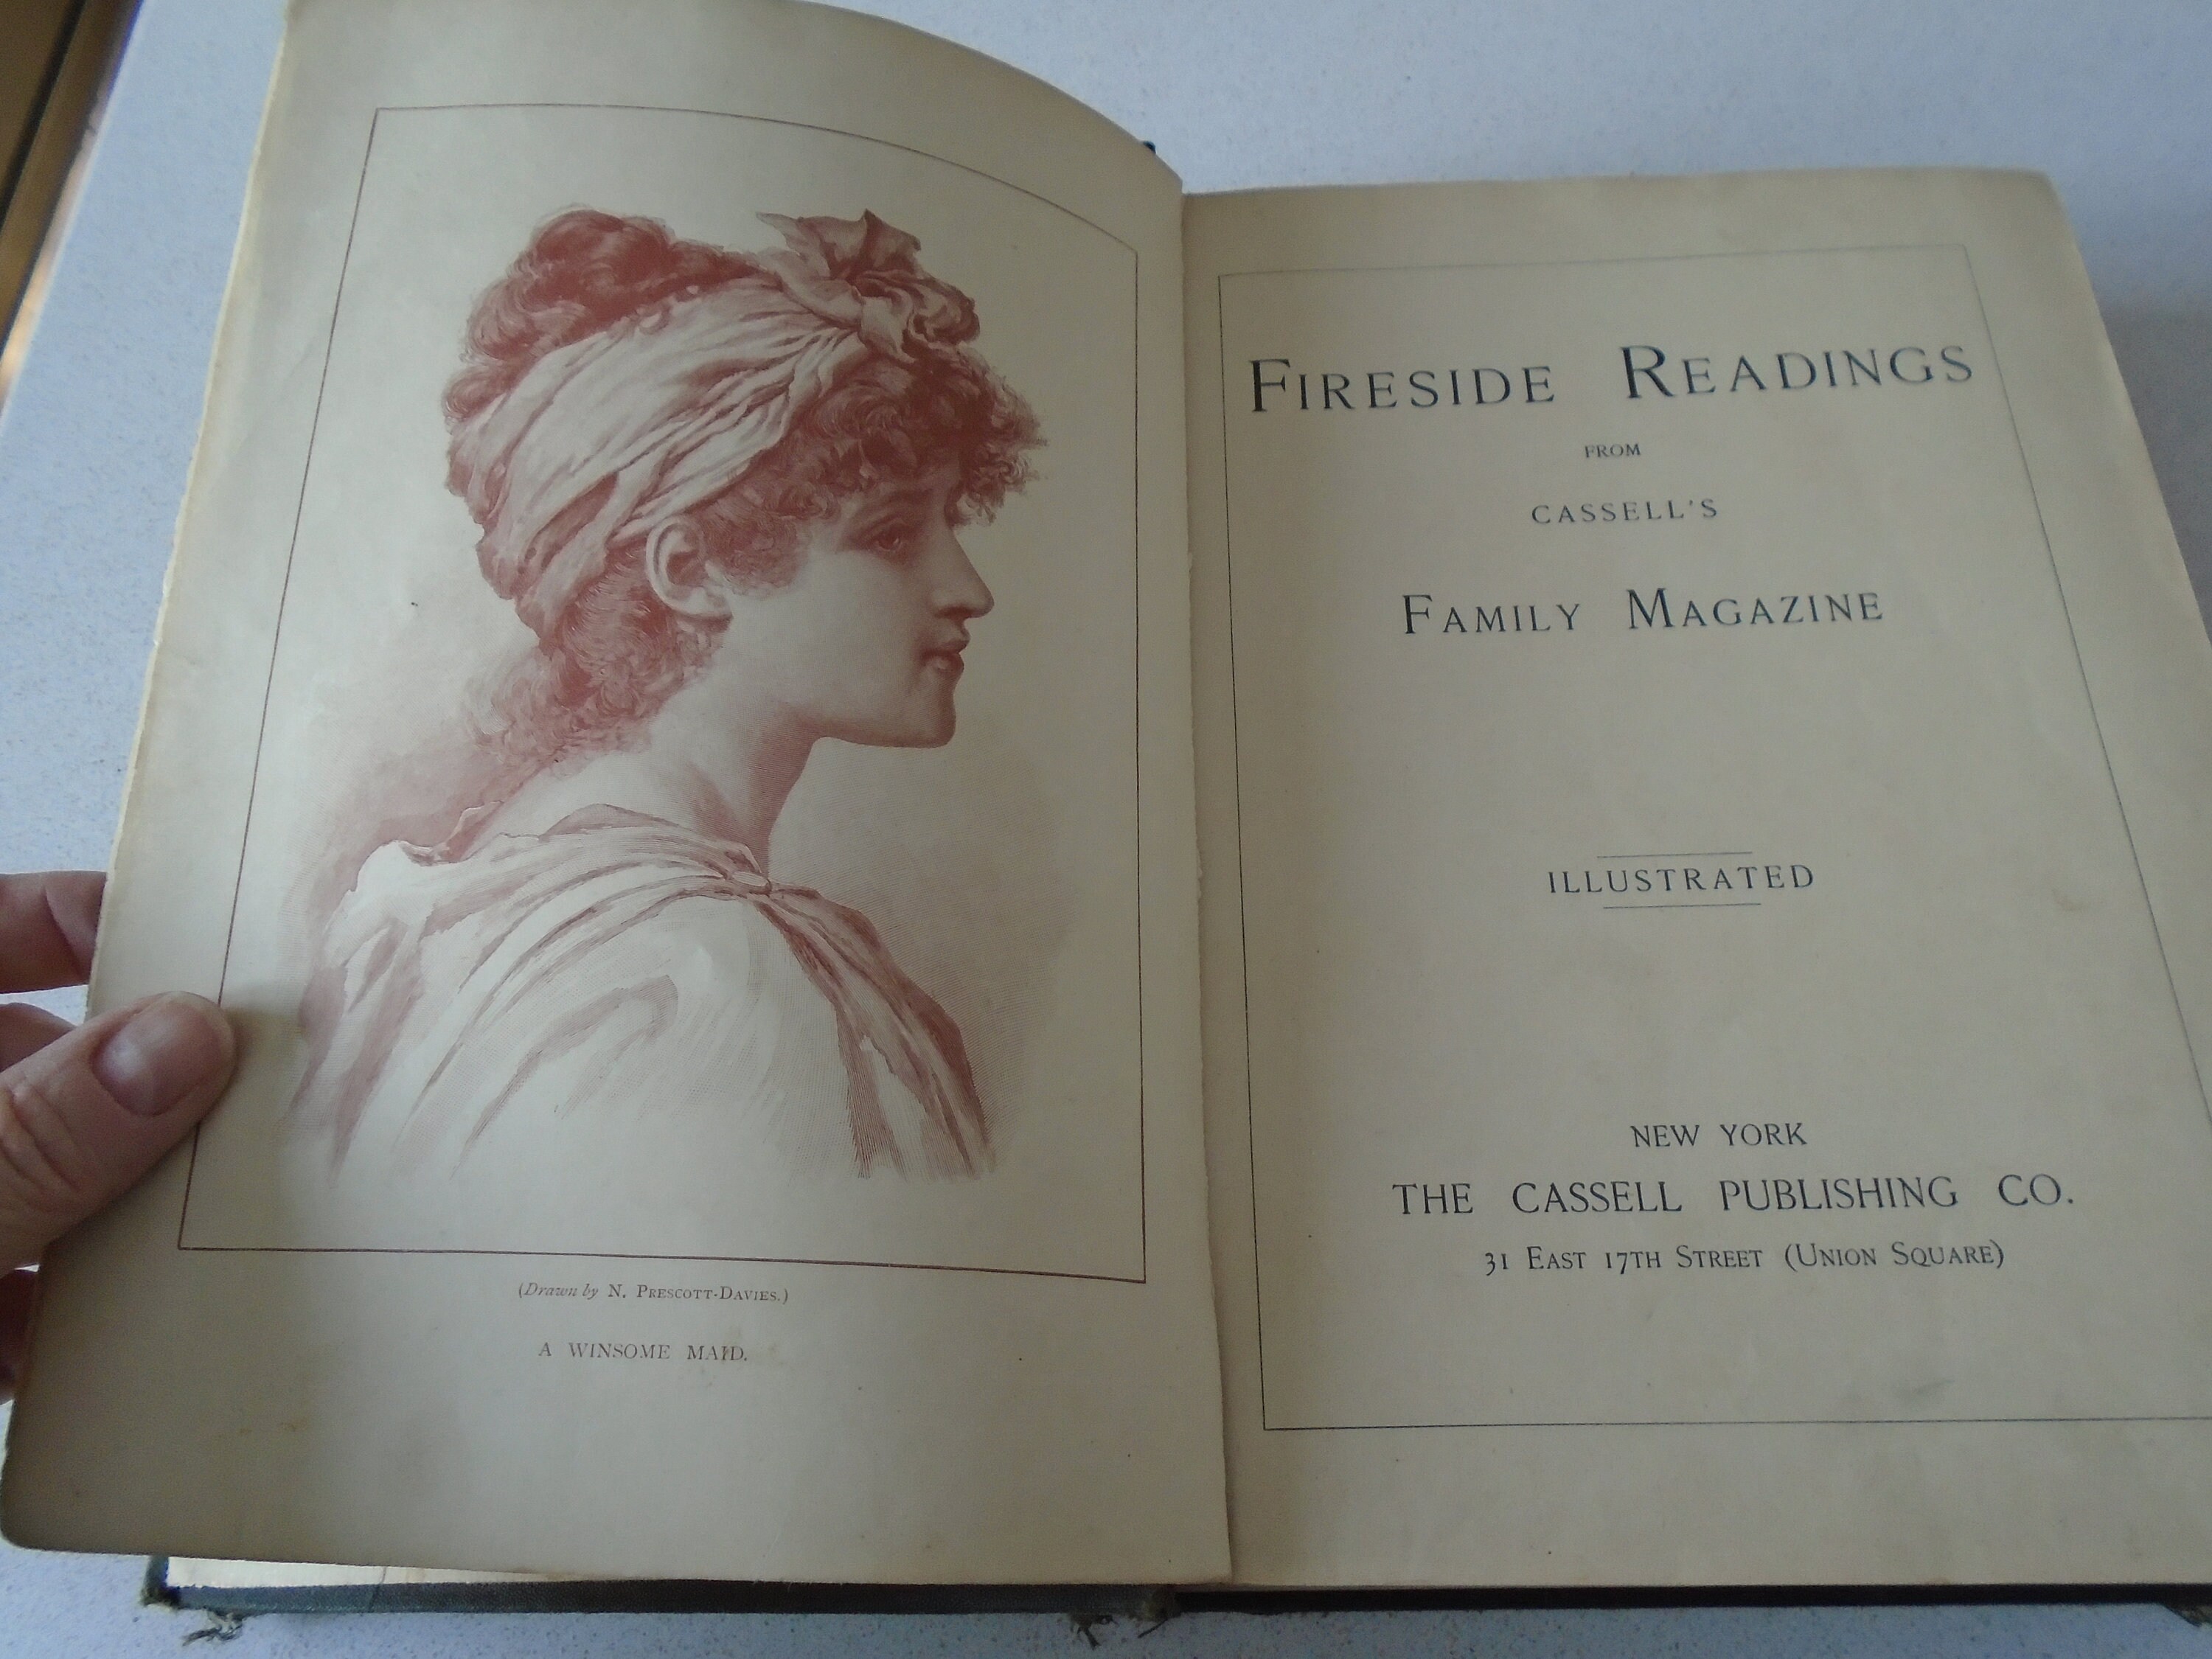 (Drawn by N. PRESCOTT-DAVIES.)
A WINSOME MAID.
FIRESIDE READINGS
FROM
CASSELL'S
FAMILY MAGAZINE
ILLUSTRATED
NEW YORK
THE CASSELL PUBLISHING CO.
31 EAST 17TH STREET (UNION SQUARE)